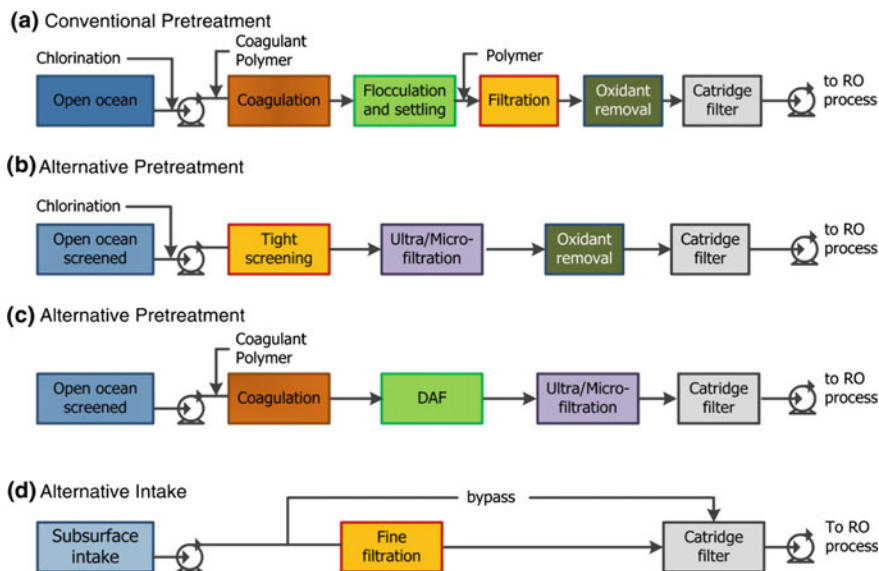 (a) Conventional Pretreatment
Chlorination
Coagulant
Polymer
Polymer
Open ocean
Coagulation
Flocculation
and settling
Filtration
Oxidant
removal
Catridge
filter
to RO
process
(b) Alternative Pretreatment
Chlorination
Open ocean
screened
Tight
screening
Ultra/Micro-
filtration
Oxidant
removal
Catridge
filter
to RO
process
(c) Alternative Pretreatment
Coagulant
Polymer
Open ocean
screened
Coagulation
DAF
Ultra/Micro-
filtration
Catridge
filter
to RO
process
(d) Alternative Intake
bypass
Subsurface
intake
Fine
filtration
Catridge
filter
To RO
process